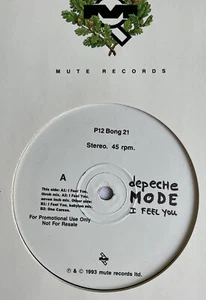 MUTE RECORDS
P12 Bong 21
Stereo. 45 rpm.
A
This side: A1: I Feel You,
throb mix. A2: I Feel You,
seven inch mix. Other side:
B1: I Feel You, babylon mix.
B2: One Caress.
For Promotional Use Only
Not For Resale
depeche
MODE
I FEEL YOU
℗ & © 1993 mute records ltd.